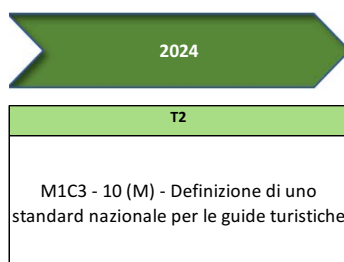 2024
T2
M1C3 - 10 (M) - Definizione di uno
standard nazionale per le guide turistiche